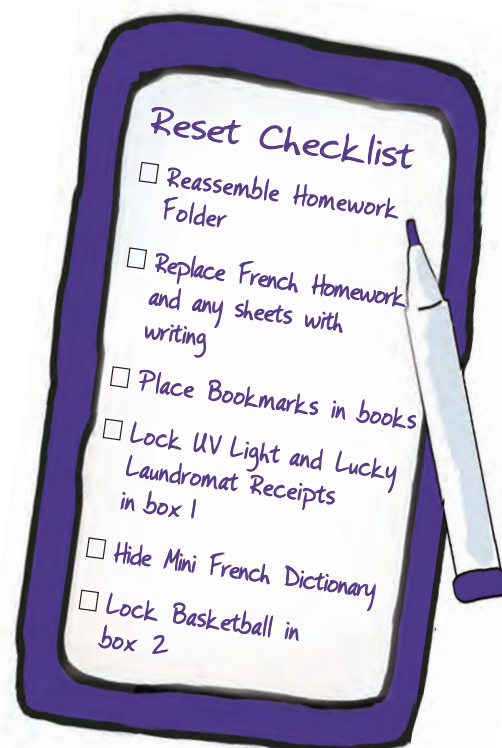 Reset Checklist
Reassemble Homework
Folder
Replace French Homework
and any sheets with
writing
Place Bookmarks in books
Lock UV Light and Lucky
Laundromat Receipts
in box 1
Hide Mini French Dictionary
Lock Basketball in
box 2